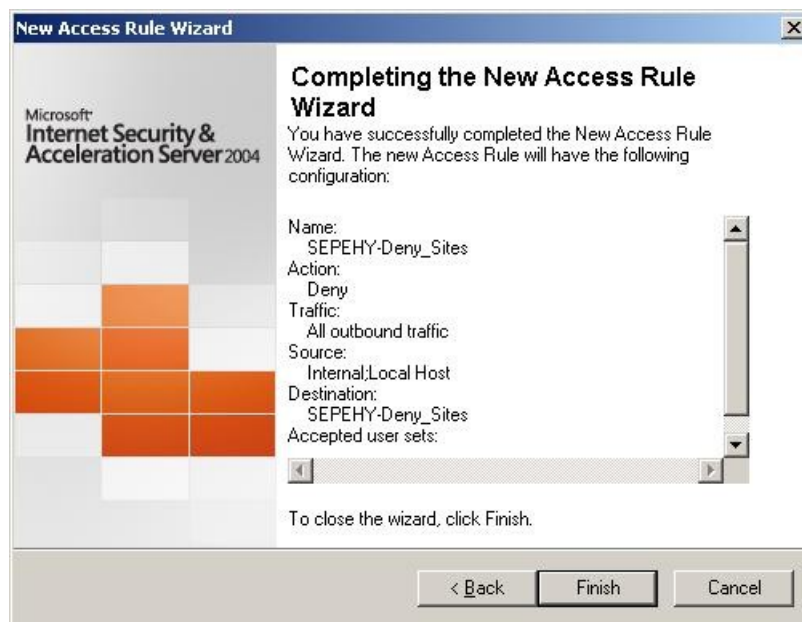 New Access Rule Wizard
Microsoft
Internet Security &
Acceleration Server 2004
Completing the New Access Rule
Wizard
You have successfully completed the New Access Rule
Wizard. The new Access Rule will have the following
configuration:
Name:
SEPEHY-Deny_Sites
Action:
Deny
Traffic:
All outbound traffic
Source:
Internal;Local Host
Destination:
SEPEHY-Deny_Sites
Accepted user sets:
To close the wizard, click Finish.
< Back
Finish
Cancel